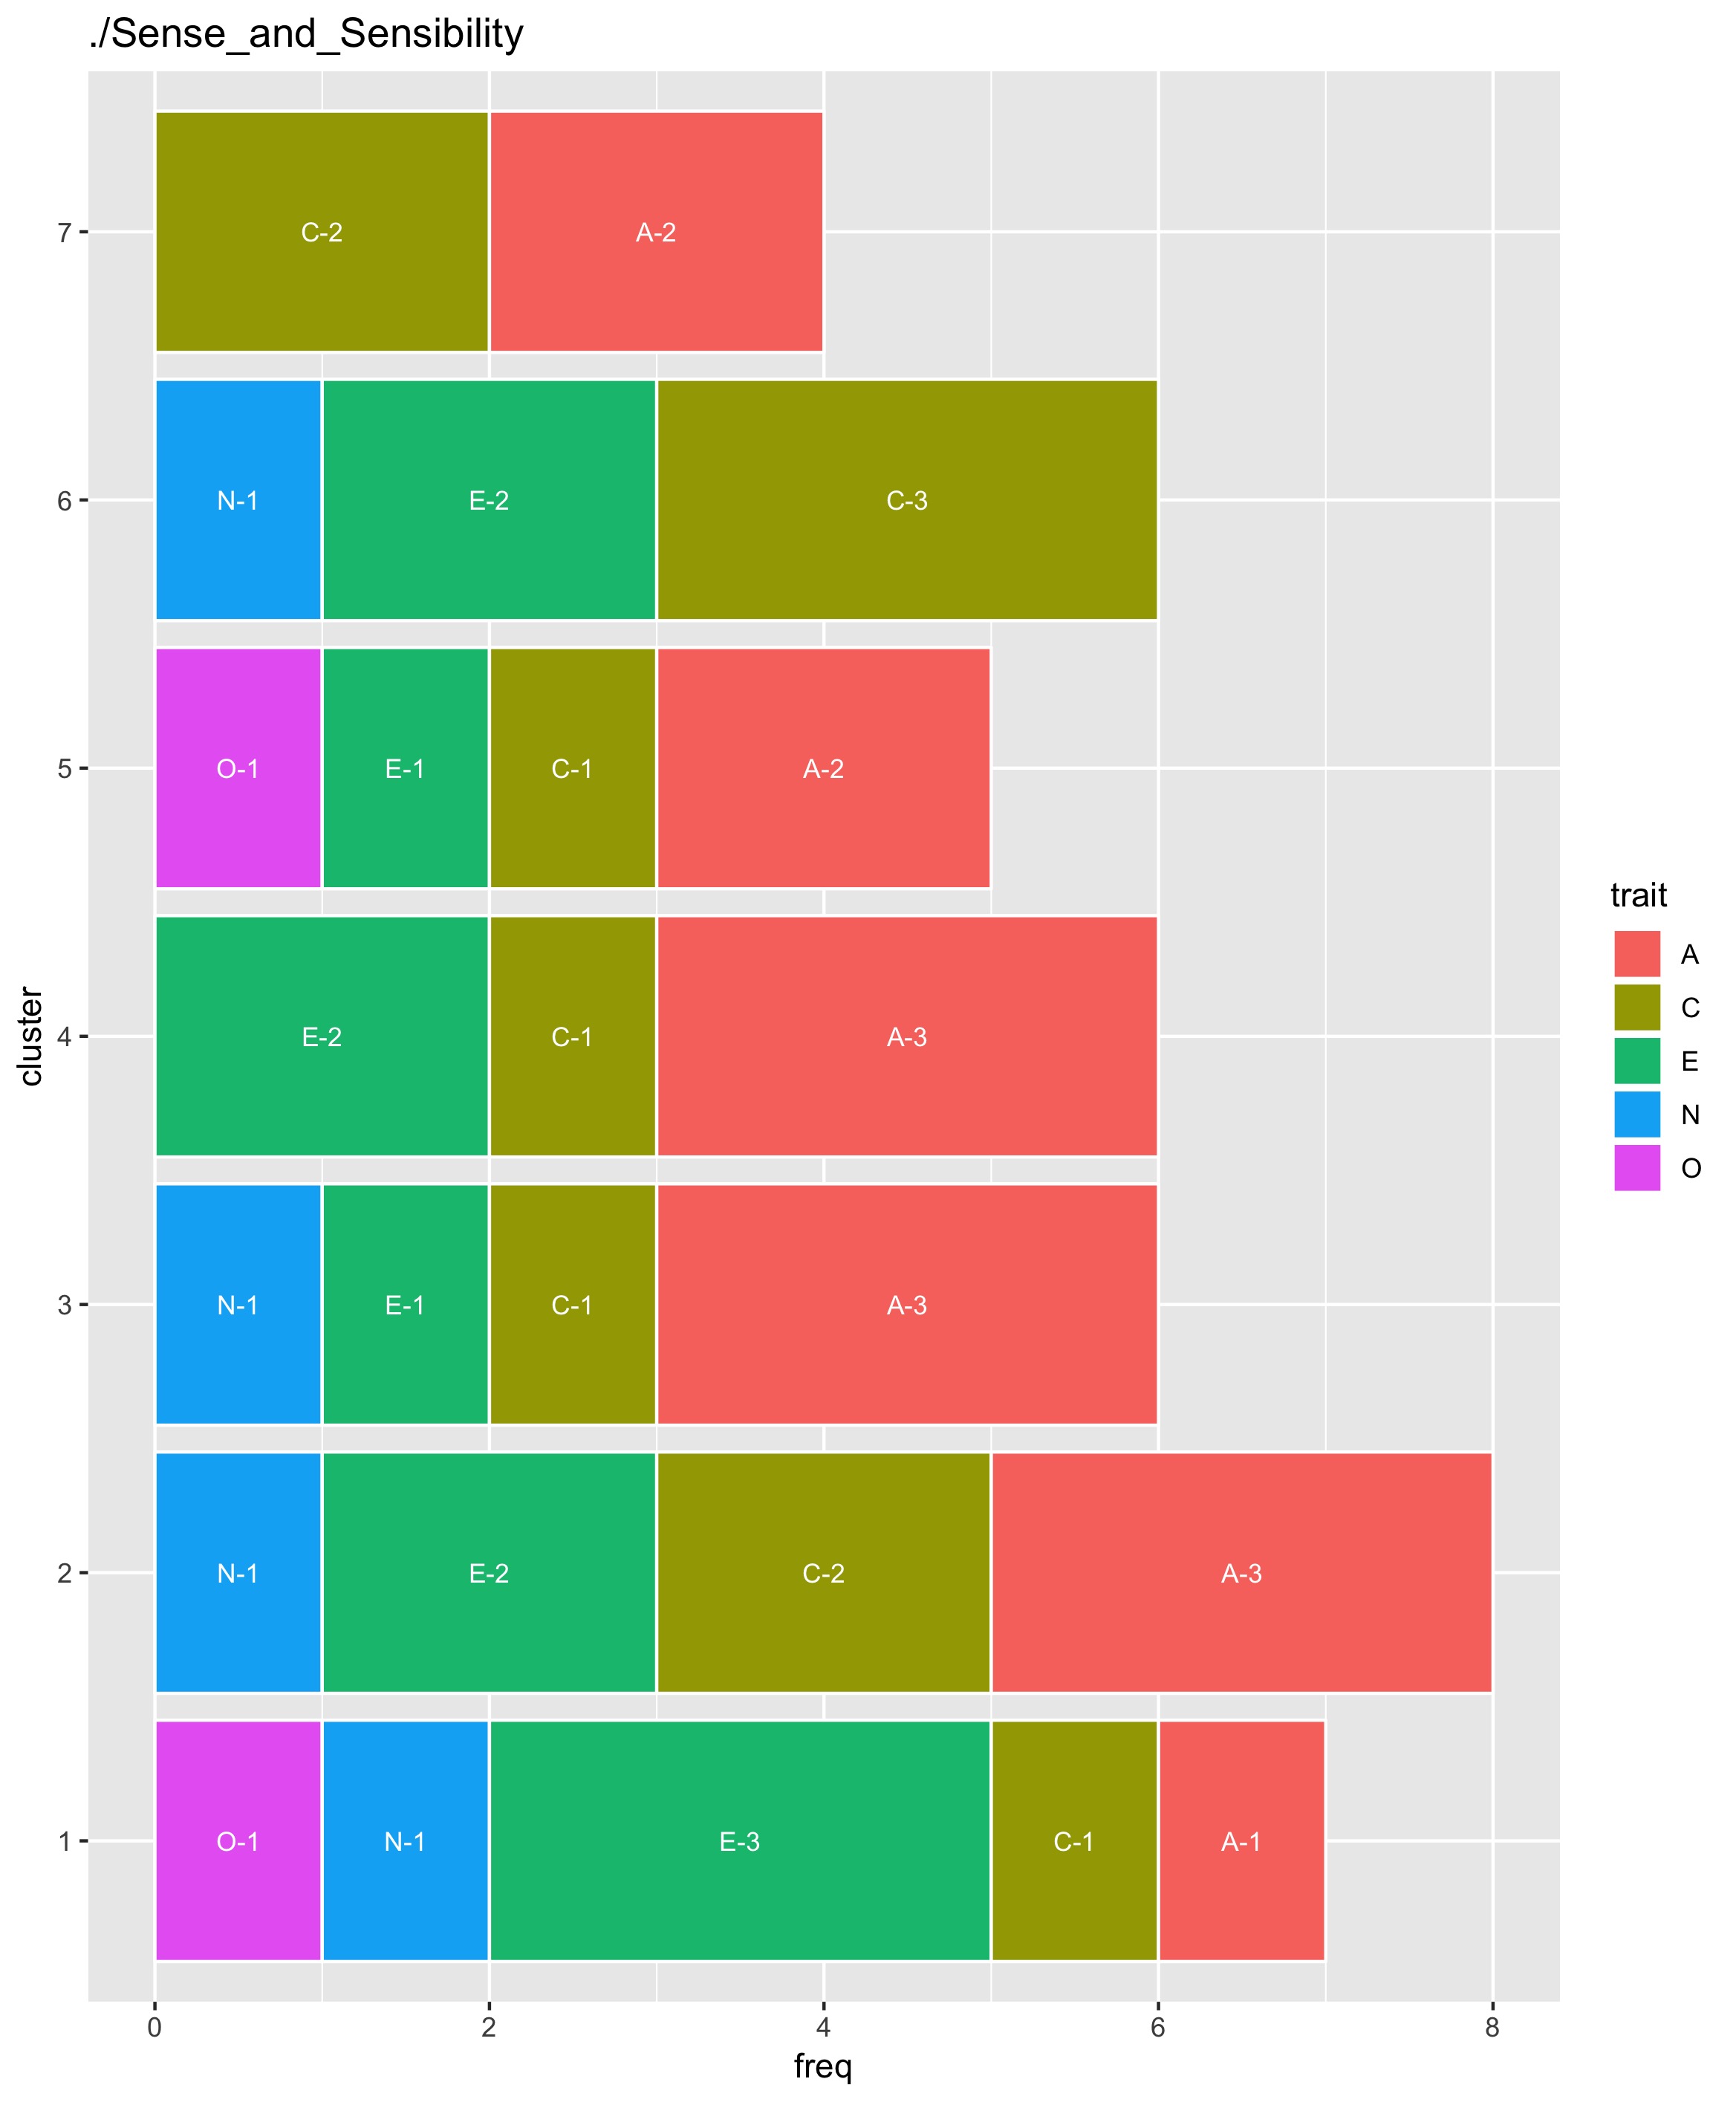 ./Sense_and_Sensibility
7
C-2 A-2
6
N-1 E-2 C-3
5
O-1 E-1 C-1 A-2
4
E-2 C-1 A-3
3
N-1 E-1 C-1 A-3
2
N-1 E-2 C-2 A-3
1
O-1 N-1 E-3 C-1 A-1
cluster
0 2 4 6 8
freq
trait
A
C
E
N
O